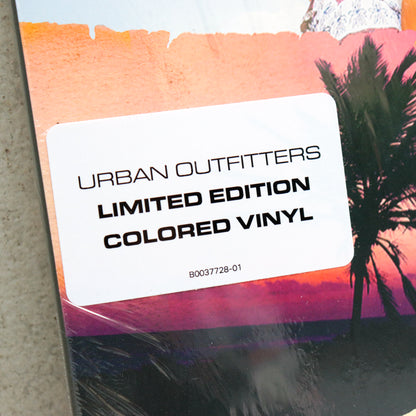 URBAN OUTFITTERS
LIMITED EDITION
COLORED VINYL
B0037728-01